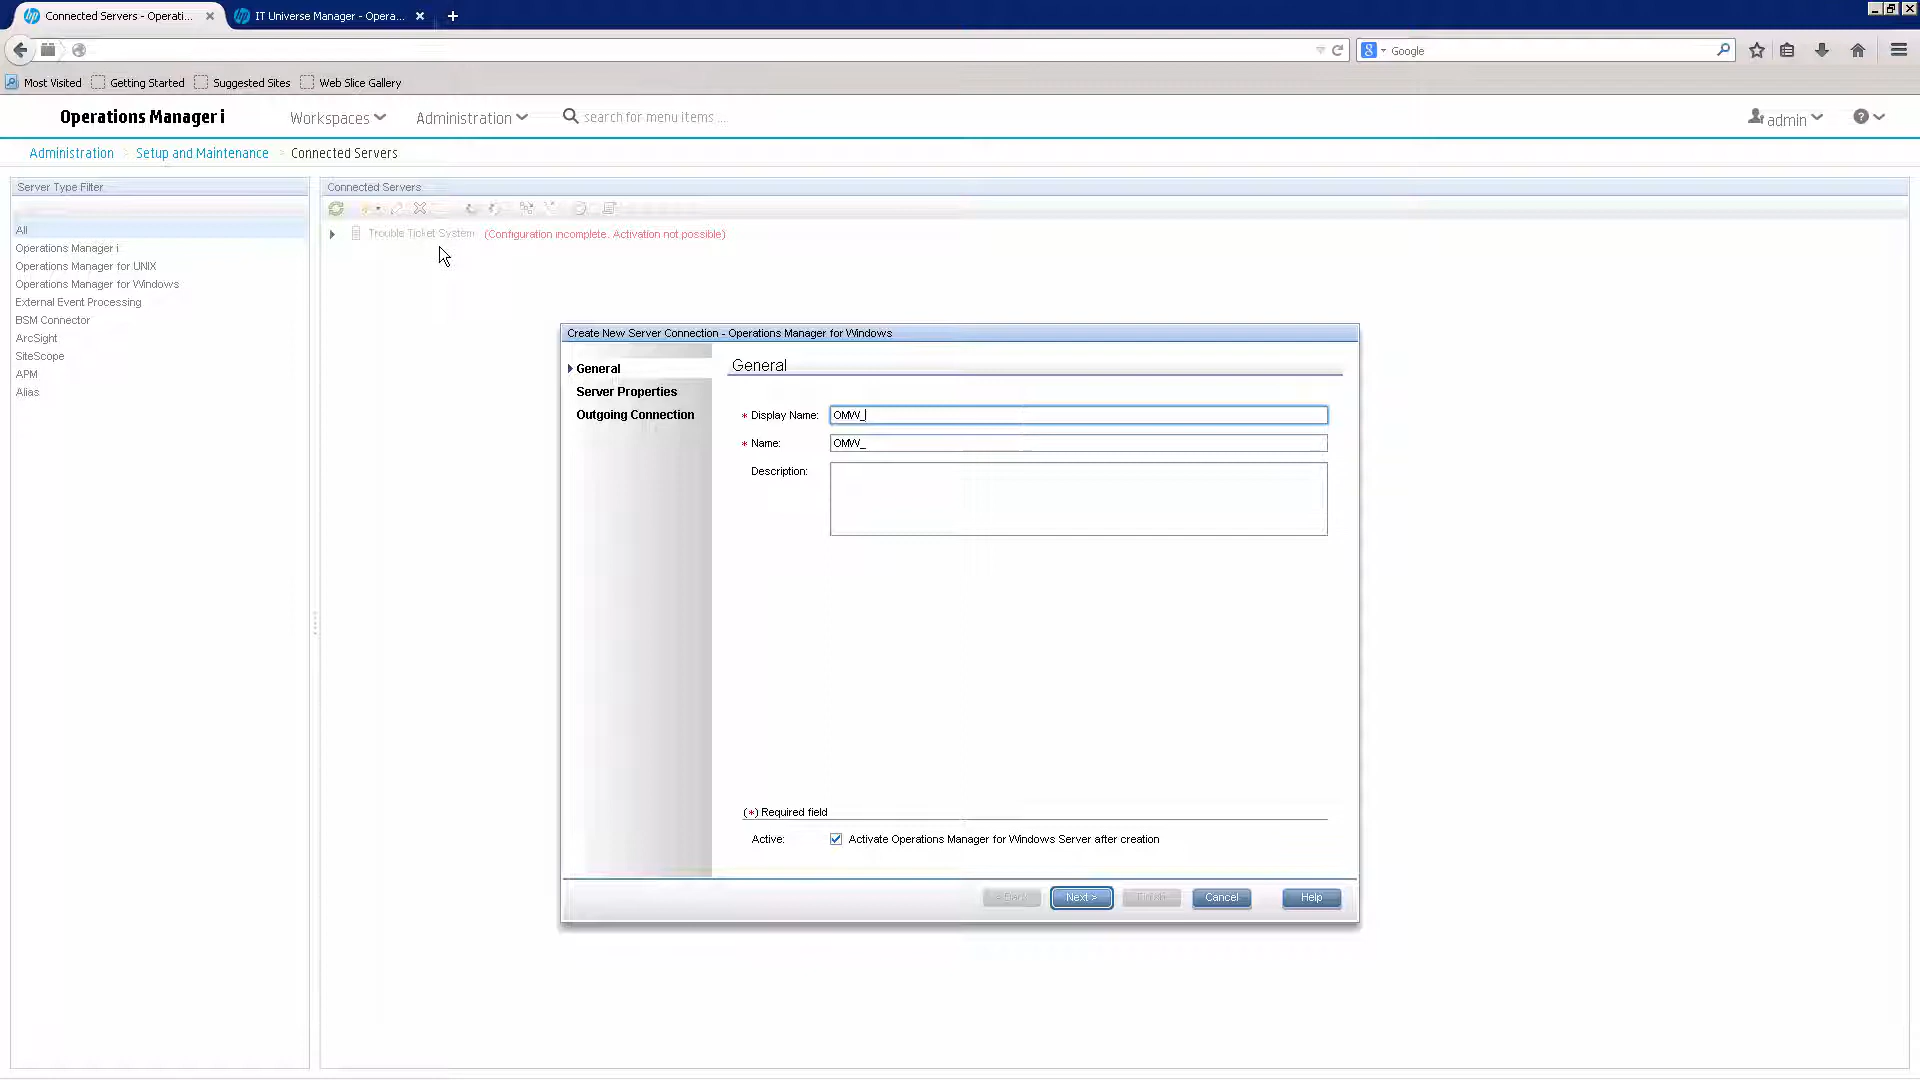 Connected Servers - Operati...
IT Universe Manager - Opera...
Google
Most Visited
Getting Started
Suggested Sites
Web Slice Gallery
Operations Manager i
Workspaces
Administration
search for menu items ...
admin
Administration
Setup and Maintenance
Connected Servers
Server Type Filter
Connected Servers
All
Operations Manager i
Operations Manager for UNIX
Operations Manager for Windows
External Event Processing
BSM Connector
ArcSight
SiteScope
APM
Alias
Trouble Ticket System
(Configuration incomplete. Activation not possible)
Create New Server Connection - Operations Manager for Windows
General
Server Properties
Outgoing Connection
General
* Display Name: OMW_
* Name: OMW_
Description:
(*) Required field
Active: Activate Operations Manager for Windows Server after creation
< Back
Next >
Finish
Cancel
Help